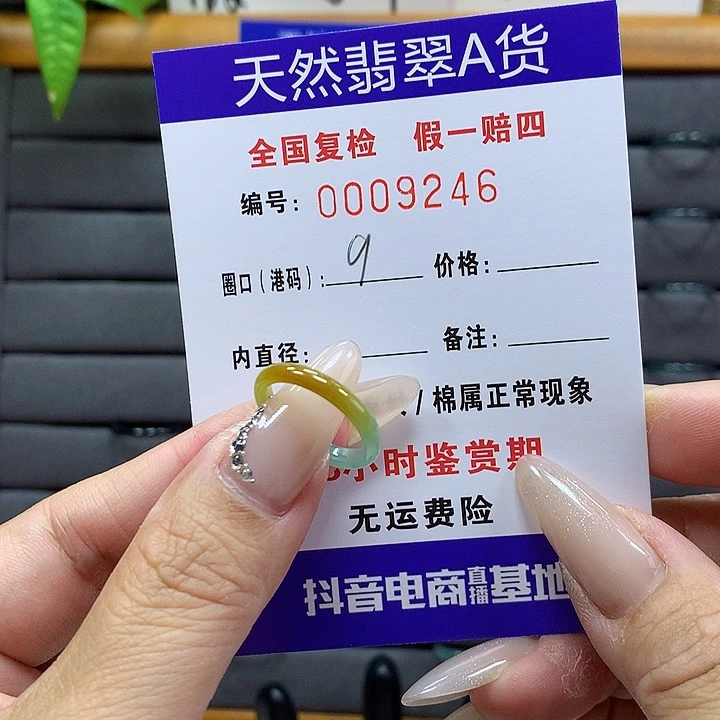 天然翡翠A货
全国复检 假一赔四
编号: 0009246
圈口(港码): 9 价格:
内直径: 备注:
/棉属正常现象
小时鉴赏期
无运费险
抖音电商直播基地